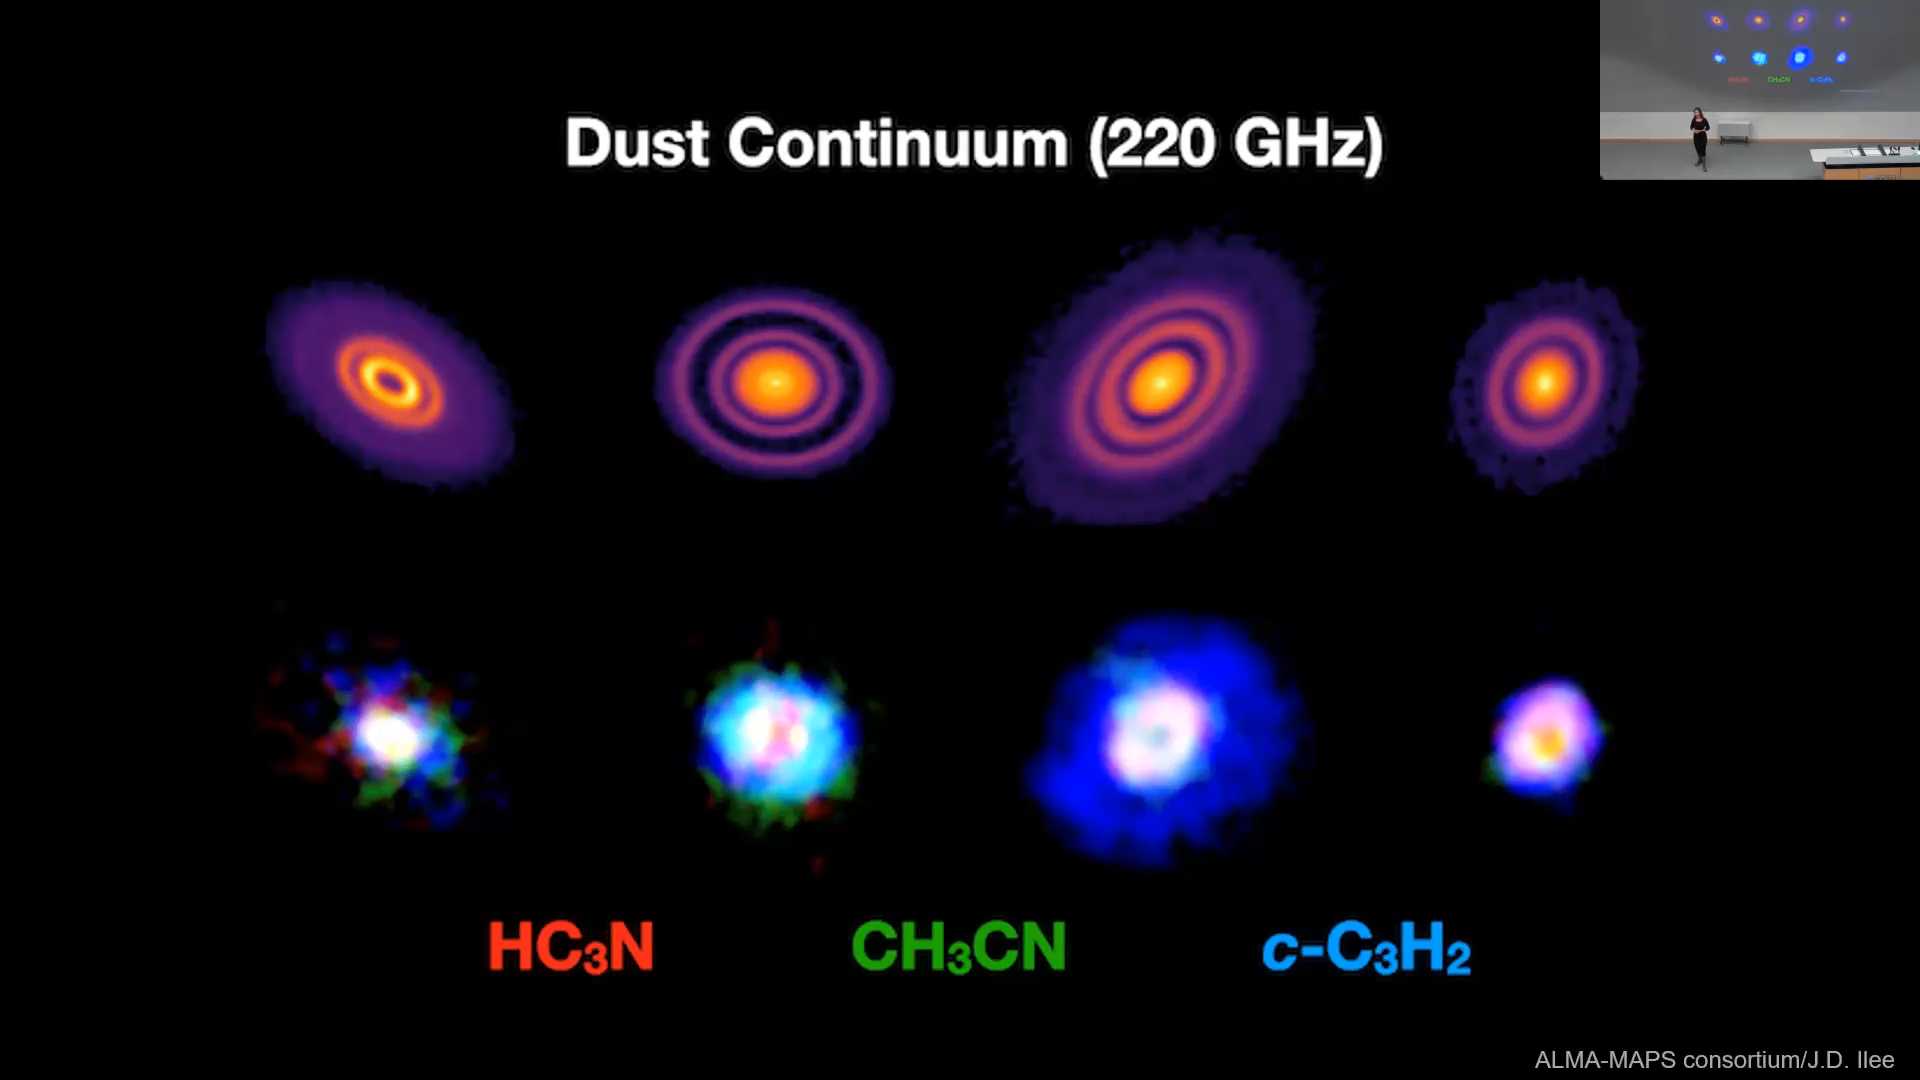 Dust Continuum (220 GHz)
HC₃N CH₃CN c-C₃H₂
ALMA-MAPS consortium/J.D. Ilee